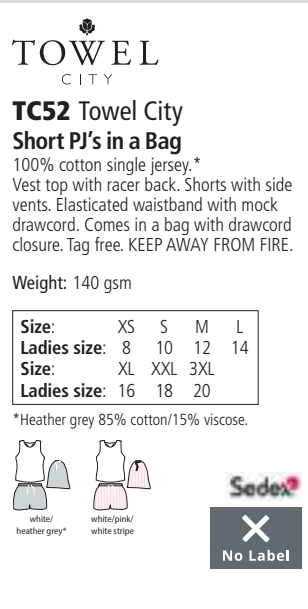 TOWEL
CITY
TC52 Towel City
Short PJ's in a Bag
100% cotton single jersey.*
Vest top with racer back. Shorts with side
vents. Elasticated waistband with mock
drawcord. Comes in a bag with drawcord
closure. Tag free. KEEP AWAY FROM FIRE.
Weight: 140 gsm
Size: XS S M L
Ladies size: 8 10 12 14
Size: XL XXL 3XL
Ladies size: 16 18 20
*Heather grey 85% cotton/15% viscose.
white/
heather grey*
white/pink/
white stripe
Sedex
No Label